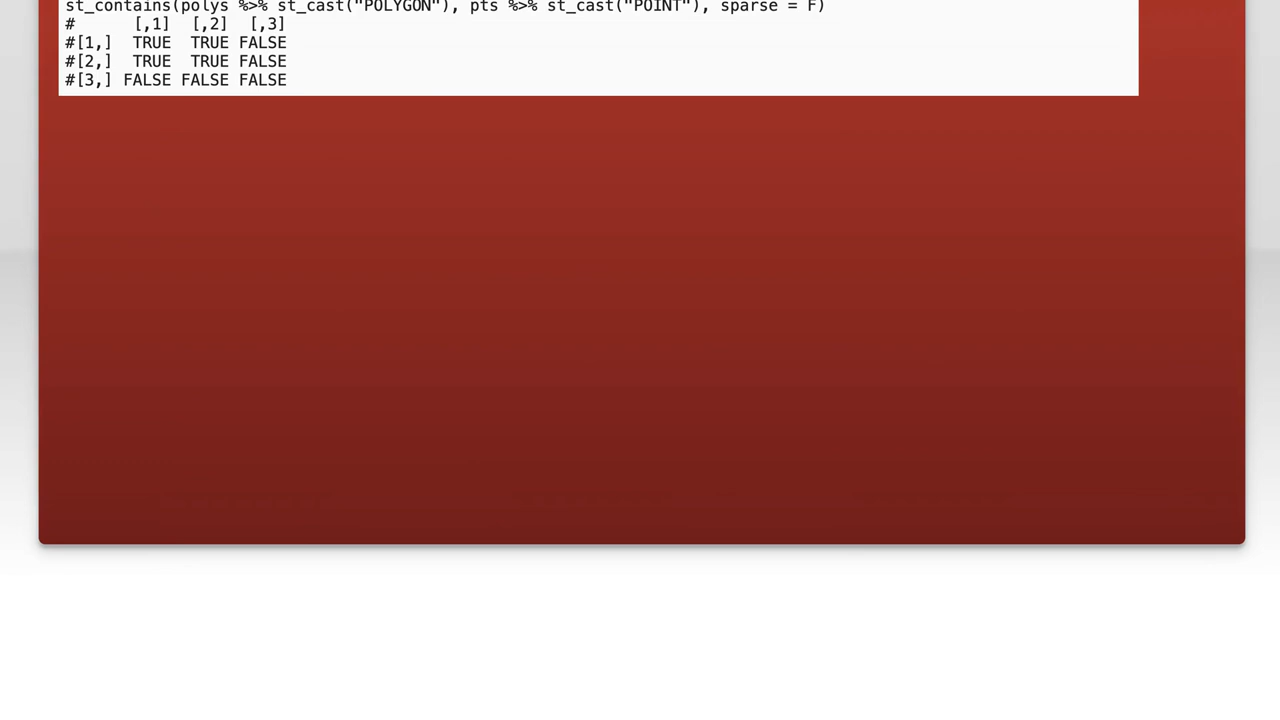 st_contains(polys %>% st_cast("POLYGON"), pts %>% st_cast("POINT"), sparse = F)
#      [,1]  [,2]  [,3]
#[1,]  TRUE  TRUE FALSE
#[2,]  TRUE  TRUE FALSE
#[3,] FALSE FALSE FALSE